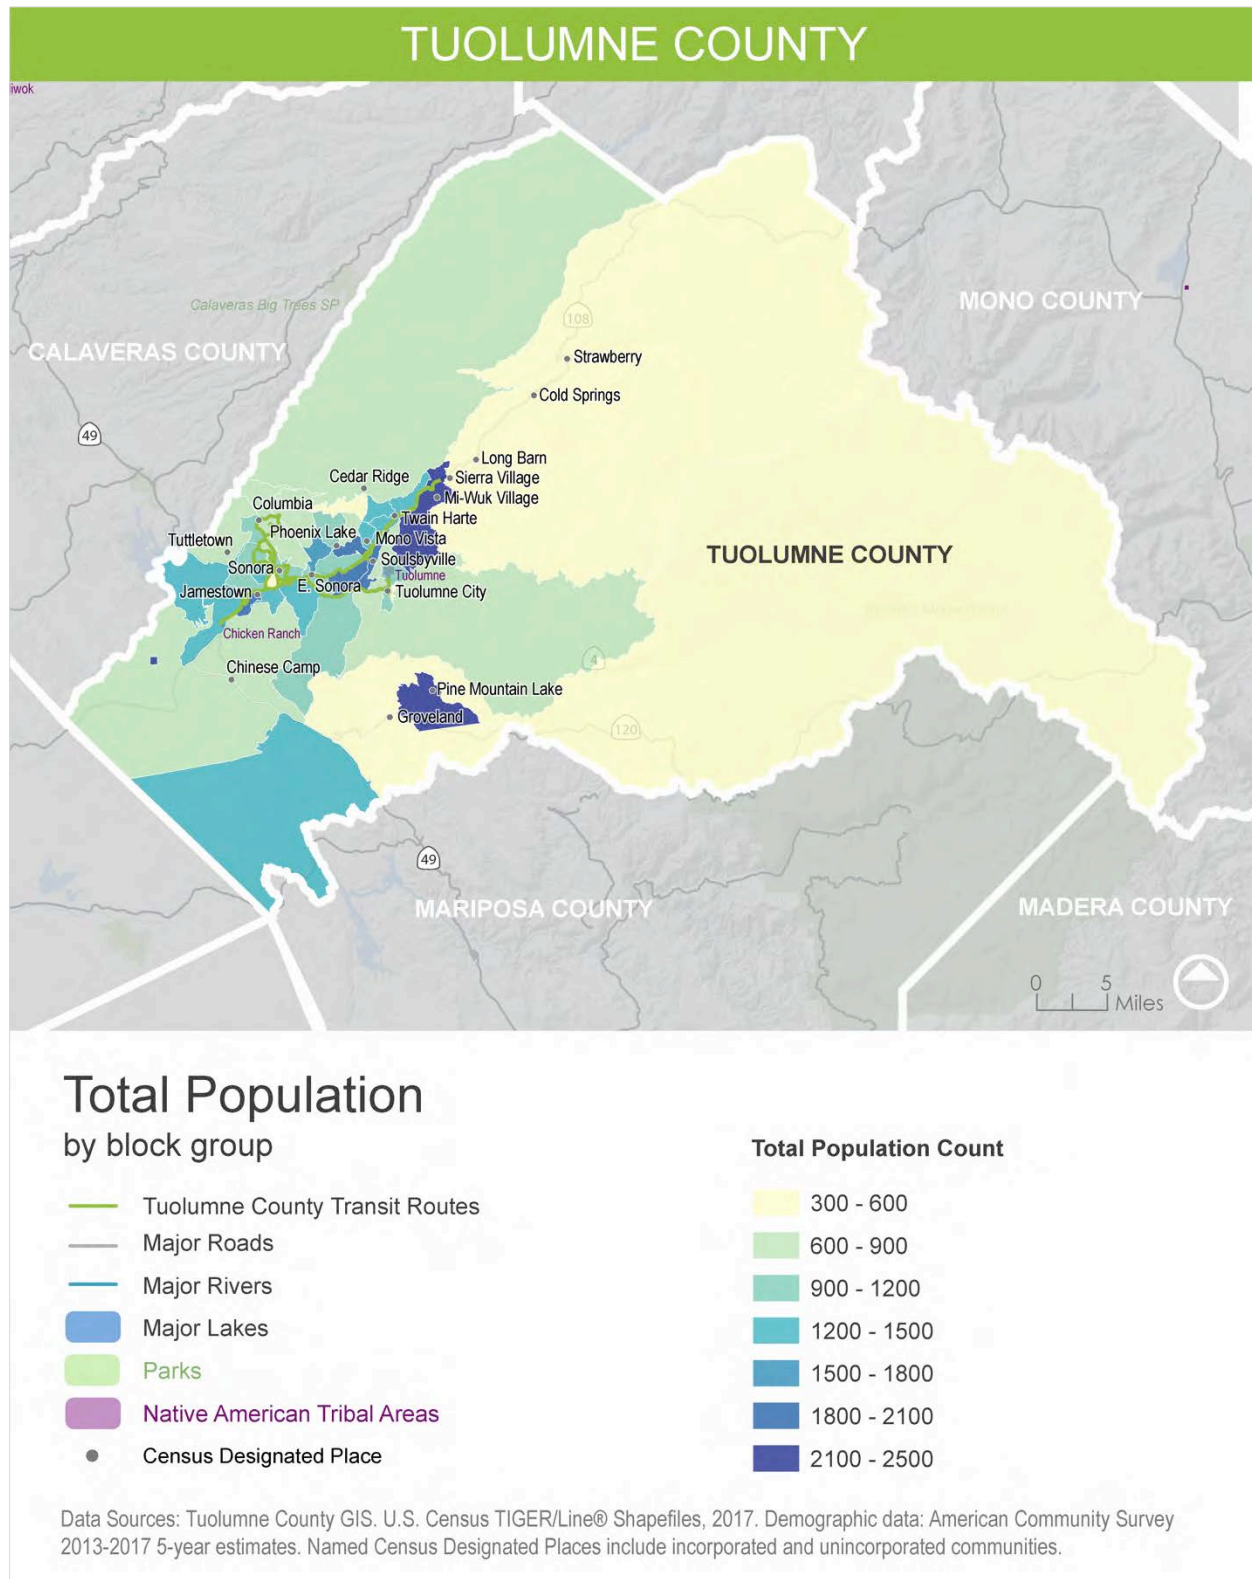 TUOLUMNE COUNTY
iwok
Calaveras Big Trees SP
MONO COUNTY
108
CALAVERAS COUNTY
Strawberry
Cold Springs
49
Long Barn
Cedar Ridge
Sierra Village
Mi-Wuk Village
Columbia
Twain Harte
Phoenix Lake
Tuttletown
Mono Vista
TUOLUMNE COUNTY
Soulsbyville
Sonora
Tuolumne
E. Sonora
Jamestown
Tuolumne City
Chicken Ranch
4
Chinese Camp
Pine Mountain Lake
Groveland
120
49
MARIPOSA COUNTY
MADERA COUNTY
0 5
Miles
Total Population
by block group
Tuolumne County Transit Routes
Major Roads
Major Rivers
Major Lakes
Parks
Native American Tribal Areas
Census Designated Place
Total Population Count
300 - 600
600 - 900
900 - 1200
1200 - 1500
1500 - 1800
1800 - 2100
2100 - 2500
Data Sources: Tuolumne County GIS. U.S. Census TIGER/Line® Shapefiles, 2017. Demographic data: American Community Survey
2013-2017 5-year estimates. Named Census Designated Places include incorporated and unincorporated communities.